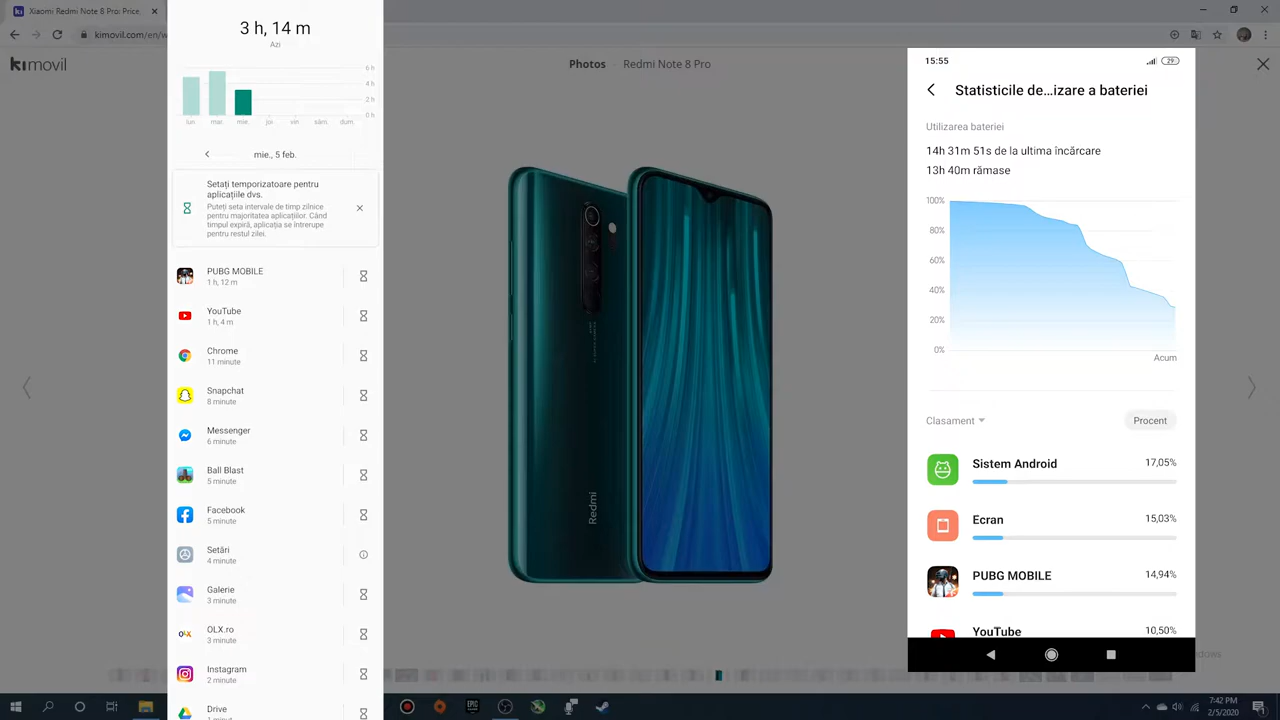 Xiaomi Redmi Note 8 Pro: Price,
kimovil.com/en/w
kimovil
3 h, 14 m
Azi
6 h
4 h
2 h
0 h
lun.
mar.
mie.
joi
vin.
sâm.
dum.
mie., 5 feb.
Setați temporizatoare pentru
aplicațiile dvs.
Puteți seta intervale de timp zilnice
pentru majoritatea aplicațiilor. Când
timpul expiră, aplicația se întrerupe
pentru restul zilei.
PUBG MOBILE
1 h, 12 m
YouTube
1 h, 4 m
Chrome
11 minute
Snapchat
8 minute
Messenger
6 minute
Ball Blast
5 minute
Facebook
5 minute
Setări
4 minute
Galerie
3 minute
OLX
OLX.ro
3 minute
Instagram
2 minute
Drive
1 minut
Photos
Redmi Note 8 Pro
Redmi
15:55
29
Statisticile de...izare a bateriei
Utilizarea bateriei
14h 31m 51s de la ultima încărcare
13h 40m rămase
100%
80%
60%
40%
20%
0%
Acum
Clasament
Procent
Sistem Android
17,05%
Ecran
15,03%
PUBG MOBILE
14,94%
YouTube
10,50%
EPIC
7:42 PM
2/5/2020